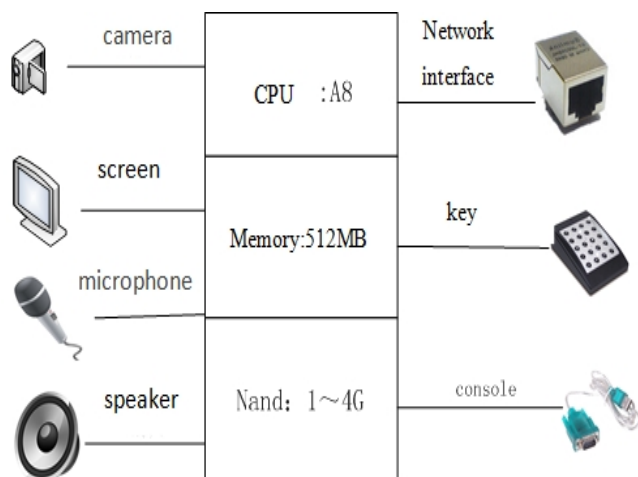 camera
screen
microphone
speaker
CPU :A8
Memory:512MB
Nand: 1～4G
Network
interface
key
console